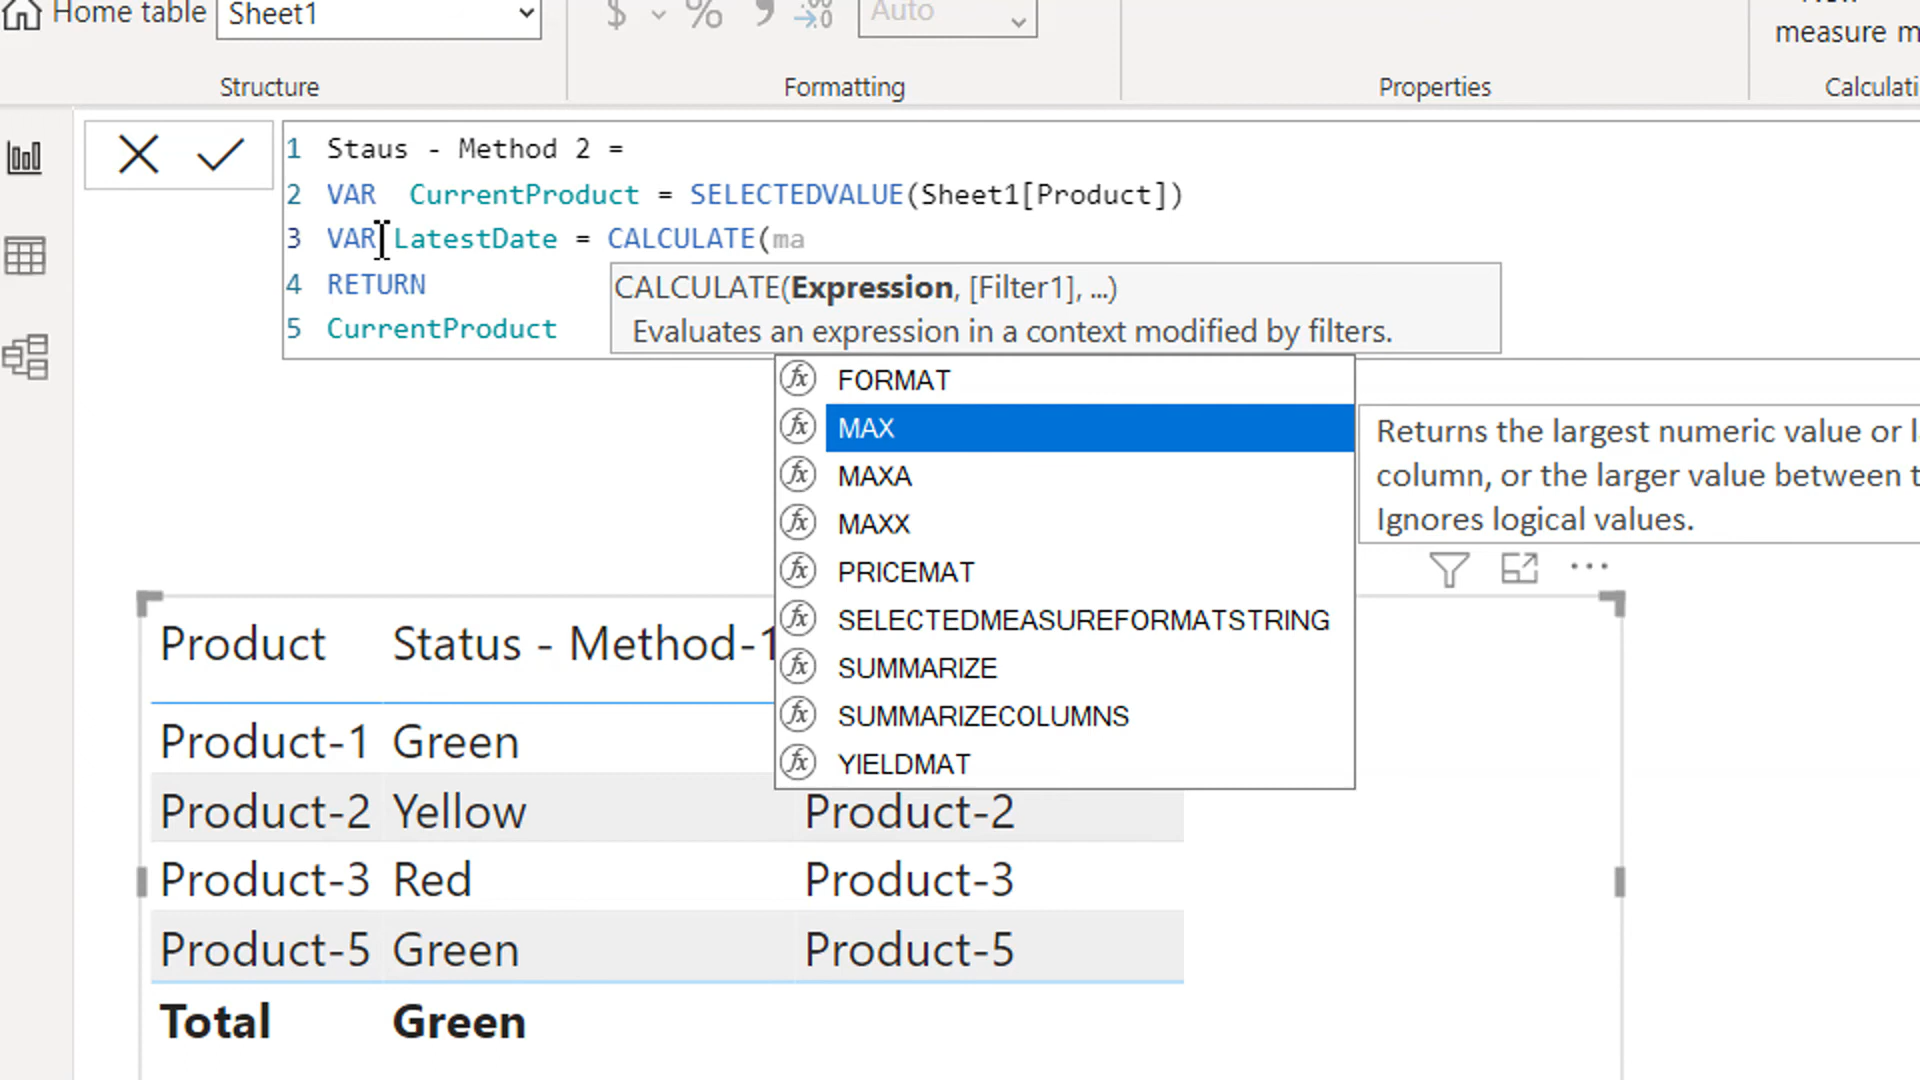 Home table Sheet1
$ % Auto
measure m
Structure Formatting Properties Calculati
1 Staus - Method 2 =
2 VAR CurrentProduct = SELECTEDVALUE(Sheet1[Product])
3 VAR LatestDate = CALCULATE(ma
4 RETURN
5 CurrentProduct
CALCULATE(Expression, [Filter1], ...)
Evaluates an expression in a context modified by filters.
FORMAT
MAX
MAXA
MAXX
PRICEMAT
SELECTEDMEASUREFORMATSTRING
SUMMARIZE
SUMMARIZECOLUMNS
YIELDMAT
Returns the largest numeric value or l
column, or the larger value between t
Ignores logical values.
Product Status - Method-1
Product-1 Green
Product-2 Yellow Product-2
Product-3 Red Product-3
Product-5 Green Product-5
Total Green